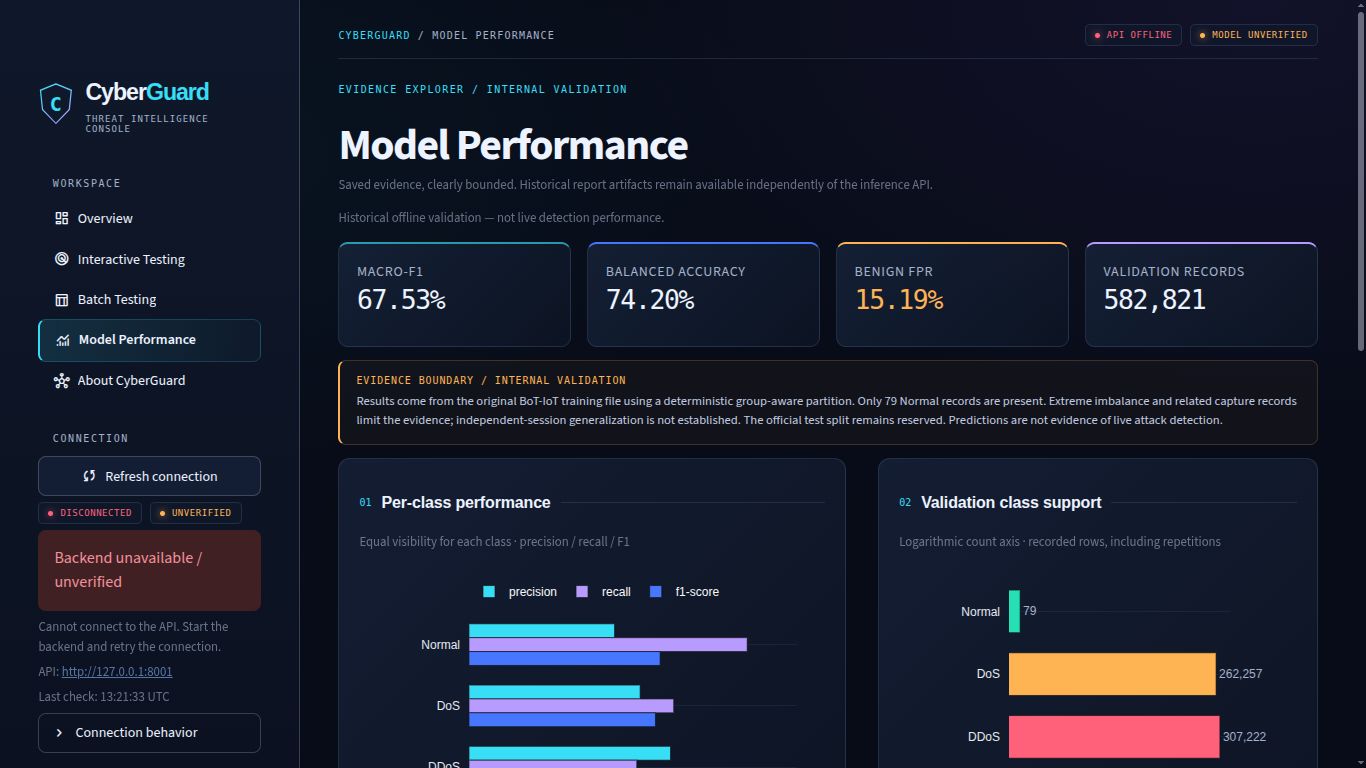 CyberGuard
THREAT INTELLIGENCE
CONSOLE
WORKSPACE
Overview
Interactive Testing
Batch Testing
Model Performance
About CyberGuard
CONNECTION
Refresh connection
DISCONNECTED
UNVERIFIED
Backend unavailable /
unverified
Cannot connect to the API. Start the
backend and retry the connection.
API: http://127.0.0.1:8001
Last check: 13:21:33 UTC
Connection behavior
CYBERGUARD / MODEL PERFORMANCE
API OFFLINE
MODEL UNVERIFIED
EVIDENCE EXPLORER / INTERNAL VALIDATION
Model Performance
Saved evidence, clearly bounded. Historical report artifacts remain available independently of the inference API.
Historical offline validation — not live detection performance.
MACRO-F1
67.53%
BALANCED ACCURACY
74.20%
BENIGN FPR
15.19%
VALIDATION RECORDS
582,821
EVIDENCE BOUNDARY / INTERNAL VALIDATION
Results come from the original BoT-IoT training file using a deterministic group-aware partition. Only 79 Normal records are present. Extreme imbalance and related capture records
limit the evidence; independent-session generalization is not established. The official test split remains reserved. Predictions are not evidence of live attack detection.
01 Per-class performance
Equal visibility for each class · precision / recall / F1
precision recall f1-score
Normal
DoS
DDoS
02 Validation class support
Logarithmic count axis · recorded rows, including repetitions
Normal 79
DoS 262,257
DDoS 307,222